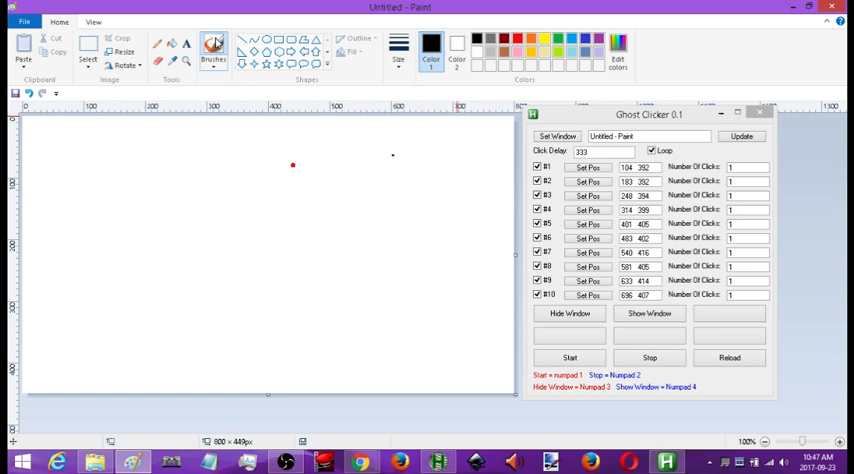 Untitled - Paint
File Home View
Paste Cut Copy Clipboard
Select Crop Resize Rotate Image
Tools
Brushes
Outline Fill Shapes
Size
Color 1 Color 2 Edit colors Colors
0 100 200 300 400 500 600 700 800 1300
0
100
200
300
400
Ghost Clicker 0.1
Set Window Untitled - Paint Update
Click Delay: 333 Loop
#1 Set Pos 104 392 Number Of Clicks: 1
#2 Set Pos 183 392 Number Of Clicks: 1
#3 Set Pos 248 394 Number Of Clicks: 1
#4 Set Pos 314 399 Number Of Clicks: 1
#5 Set Pos 401 405 Number Of Clicks: 1
#6 Set Pos 483 402 Number Of Clicks: 1
#7 Set Pos 540 416 Number Of Clicks: 1
#8 Set Pos 581 405 Number Of Clicks: 1
#9 Set Pos 633 414 Number Of Clicks: 1
#10 Set Pos 696 407 Number Of Clicks: 1
Hide Window Show Window
Start Stop Reload
Start = numpad 1 Stop = Numpad 2
Hide Window = Numpad 3 Show Window = Numpad 4
800 × 449px 100%
10:47 AM
2017-09-23